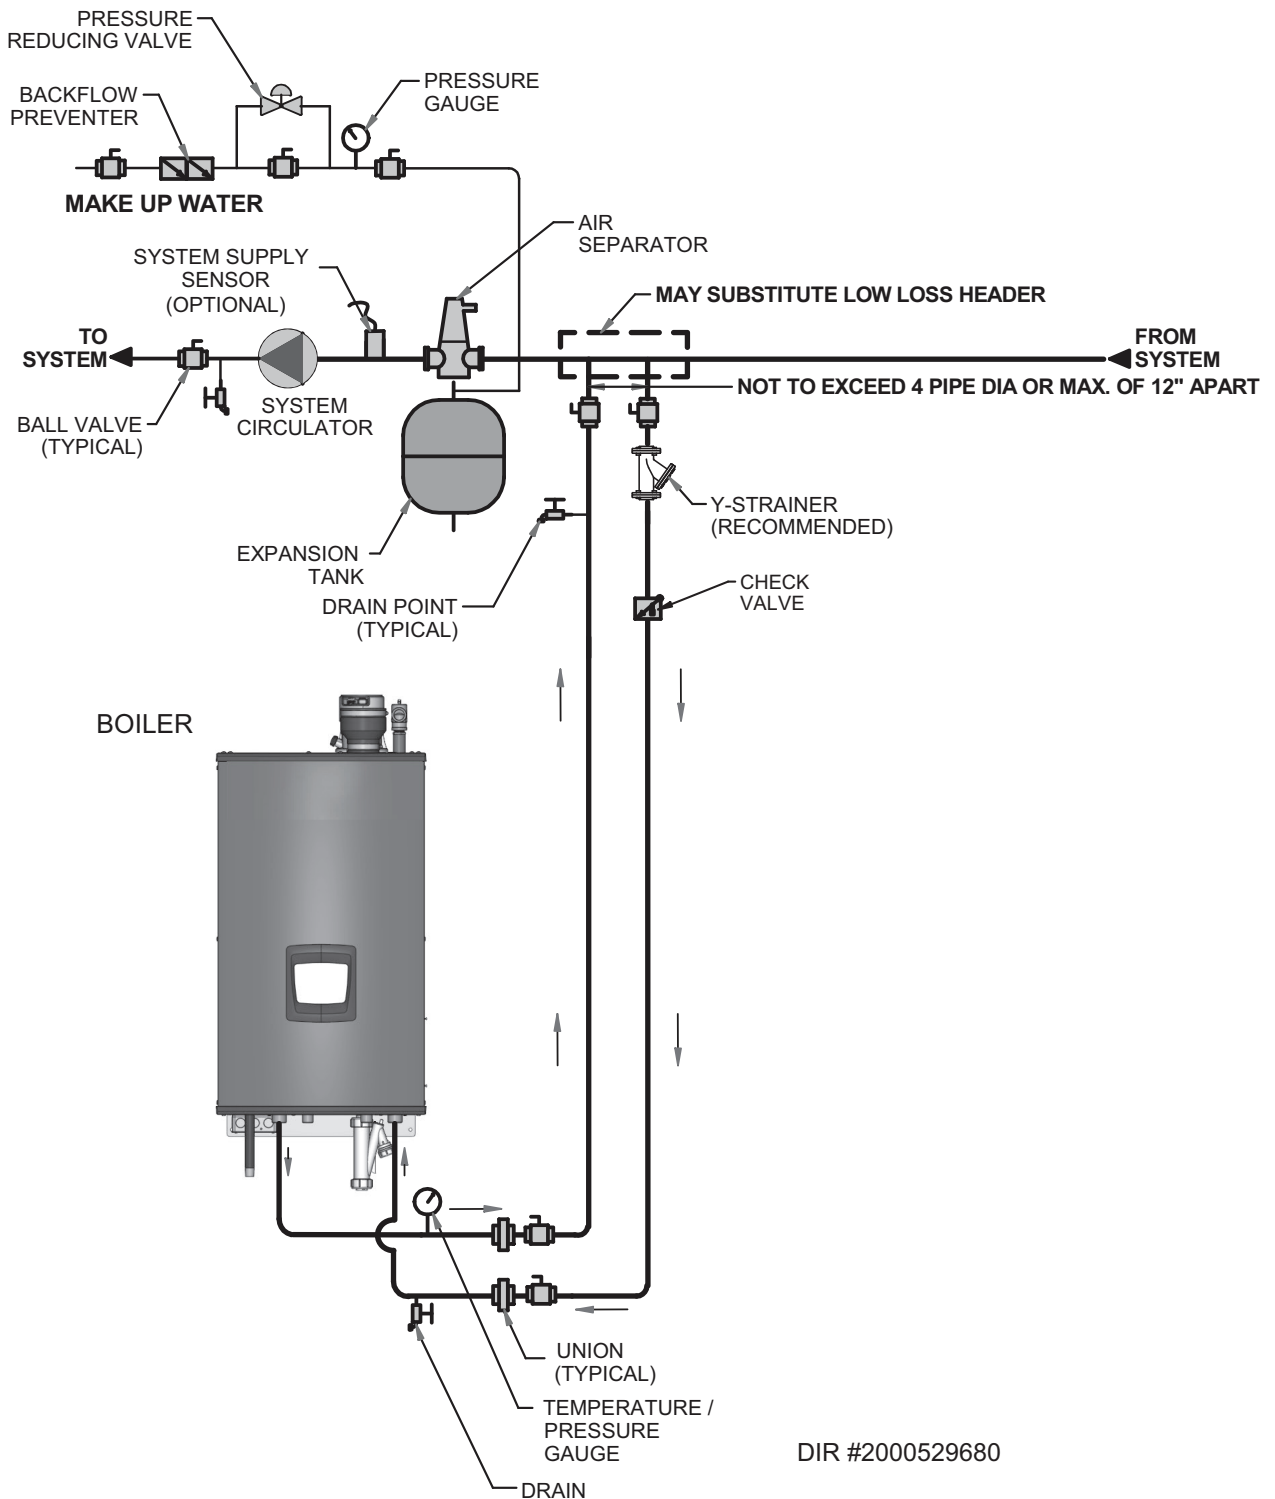 PRESSURE
REDUCING VALVE
PRESSURE
GAUGE
BACKFLOW
PREVENTER
MAKE UP WATER
AIR
SEPARATOR
SYSTEM SUPPLY
SENSOR
(OPTIONAL)
MAY SUBSTITUTE LOW LOSS HEADER
TO
SYSTEM
FROM
SYSTEM
NOT TO EXCEED 4 PIPE DIA OR MAX. OF 12" APART
SYSTEM
CIRCULATOR
BALL VALVE
(TYPICAL)
Y-STRAINER
(RECOMMENDED)
EXPANSION
TANK
CHECK
VALVE
DRAIN POINT
(TYPICAL)
BOILER
UNION
(TYPICAL)
TEMPERATURE /
PRESSURE
GAUGE
DIR #2000529680
DRAIN